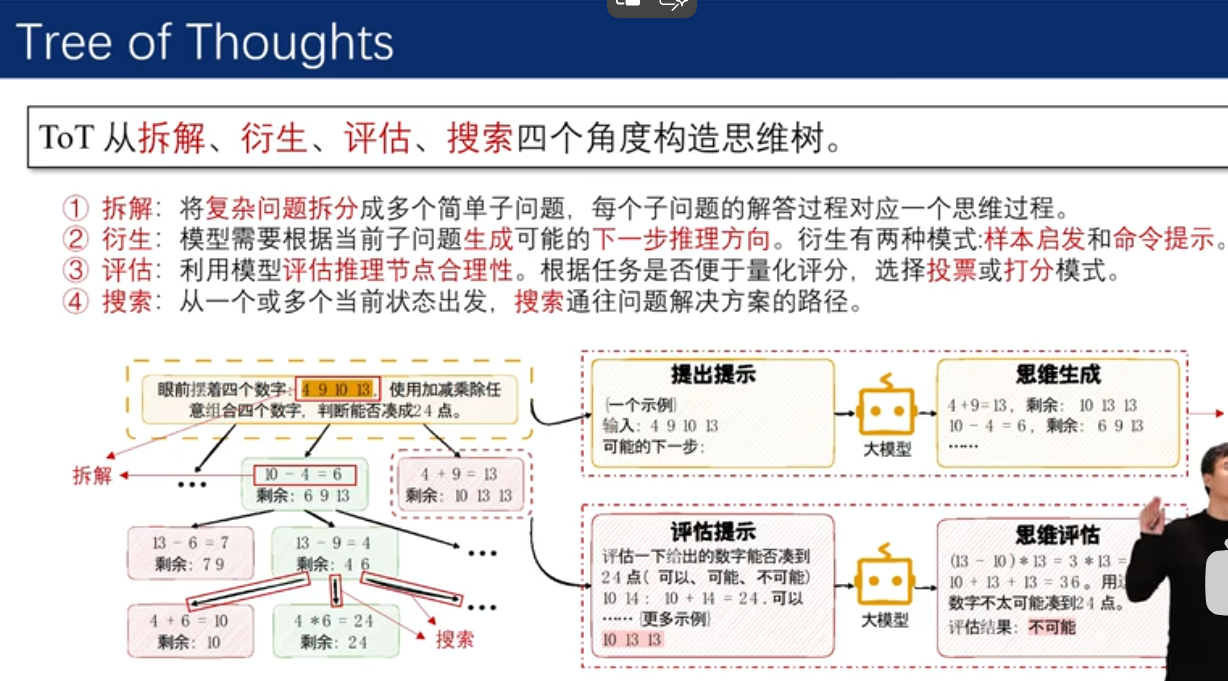 Tree of Thoughts
ToT 从拆解、衍生、评估、搜索四个角度构造思维树。
① 拆解：将复杂问题拆分成多个简单子问题，每个子问题的解答过程对应一个思维过程。
② 衍生：模型需要根据当前子问题生成可能的下一步推理方向。衍生有两种模式:样本启发和命令提示。
③ 评估：利用模型评估推理节点合理性。根据任务是否便于量化评分，选择投票或打分模式。
④ 搜索：从一个或多个当前状态出发，搜索通往问题解决方案的路径。
眼前摆着四个数字：4 9 10 13，使用加减乘除任
意组合四个数字，判断能否凑成24 点。
拆解
...
10 − 4 = 6
剩余：6 9 13
4 + 9 = 13
剩余：10 13 13
13 − 6 = 7
剩余：7 9
13 − 9 = 4
剩余：4 6
...
4 + 6 = 10
剩余：10
4 *6 = 24
剩余：24
...
搜索
提出提示
{一个示例}
输入：4 9 10 13
可能的下一步：
大模型
思维生成
4 +9= 13，剩余：10 13 13
10 − 4 = 6，剩余：6 9 13
……
评估提示
评估一下给出的数字能否凑到
24 点（ 可以、可能、不可能）
10 14：10 + 14 = 24 . 可以
…… {更多示例}
10 13 13
大模型
思维评估
(13 − 10) * 13 = 3 * 13 =
10 + 13 + 13 = 36。用
数字不太可能凑到24 点。
评估结果：不可能